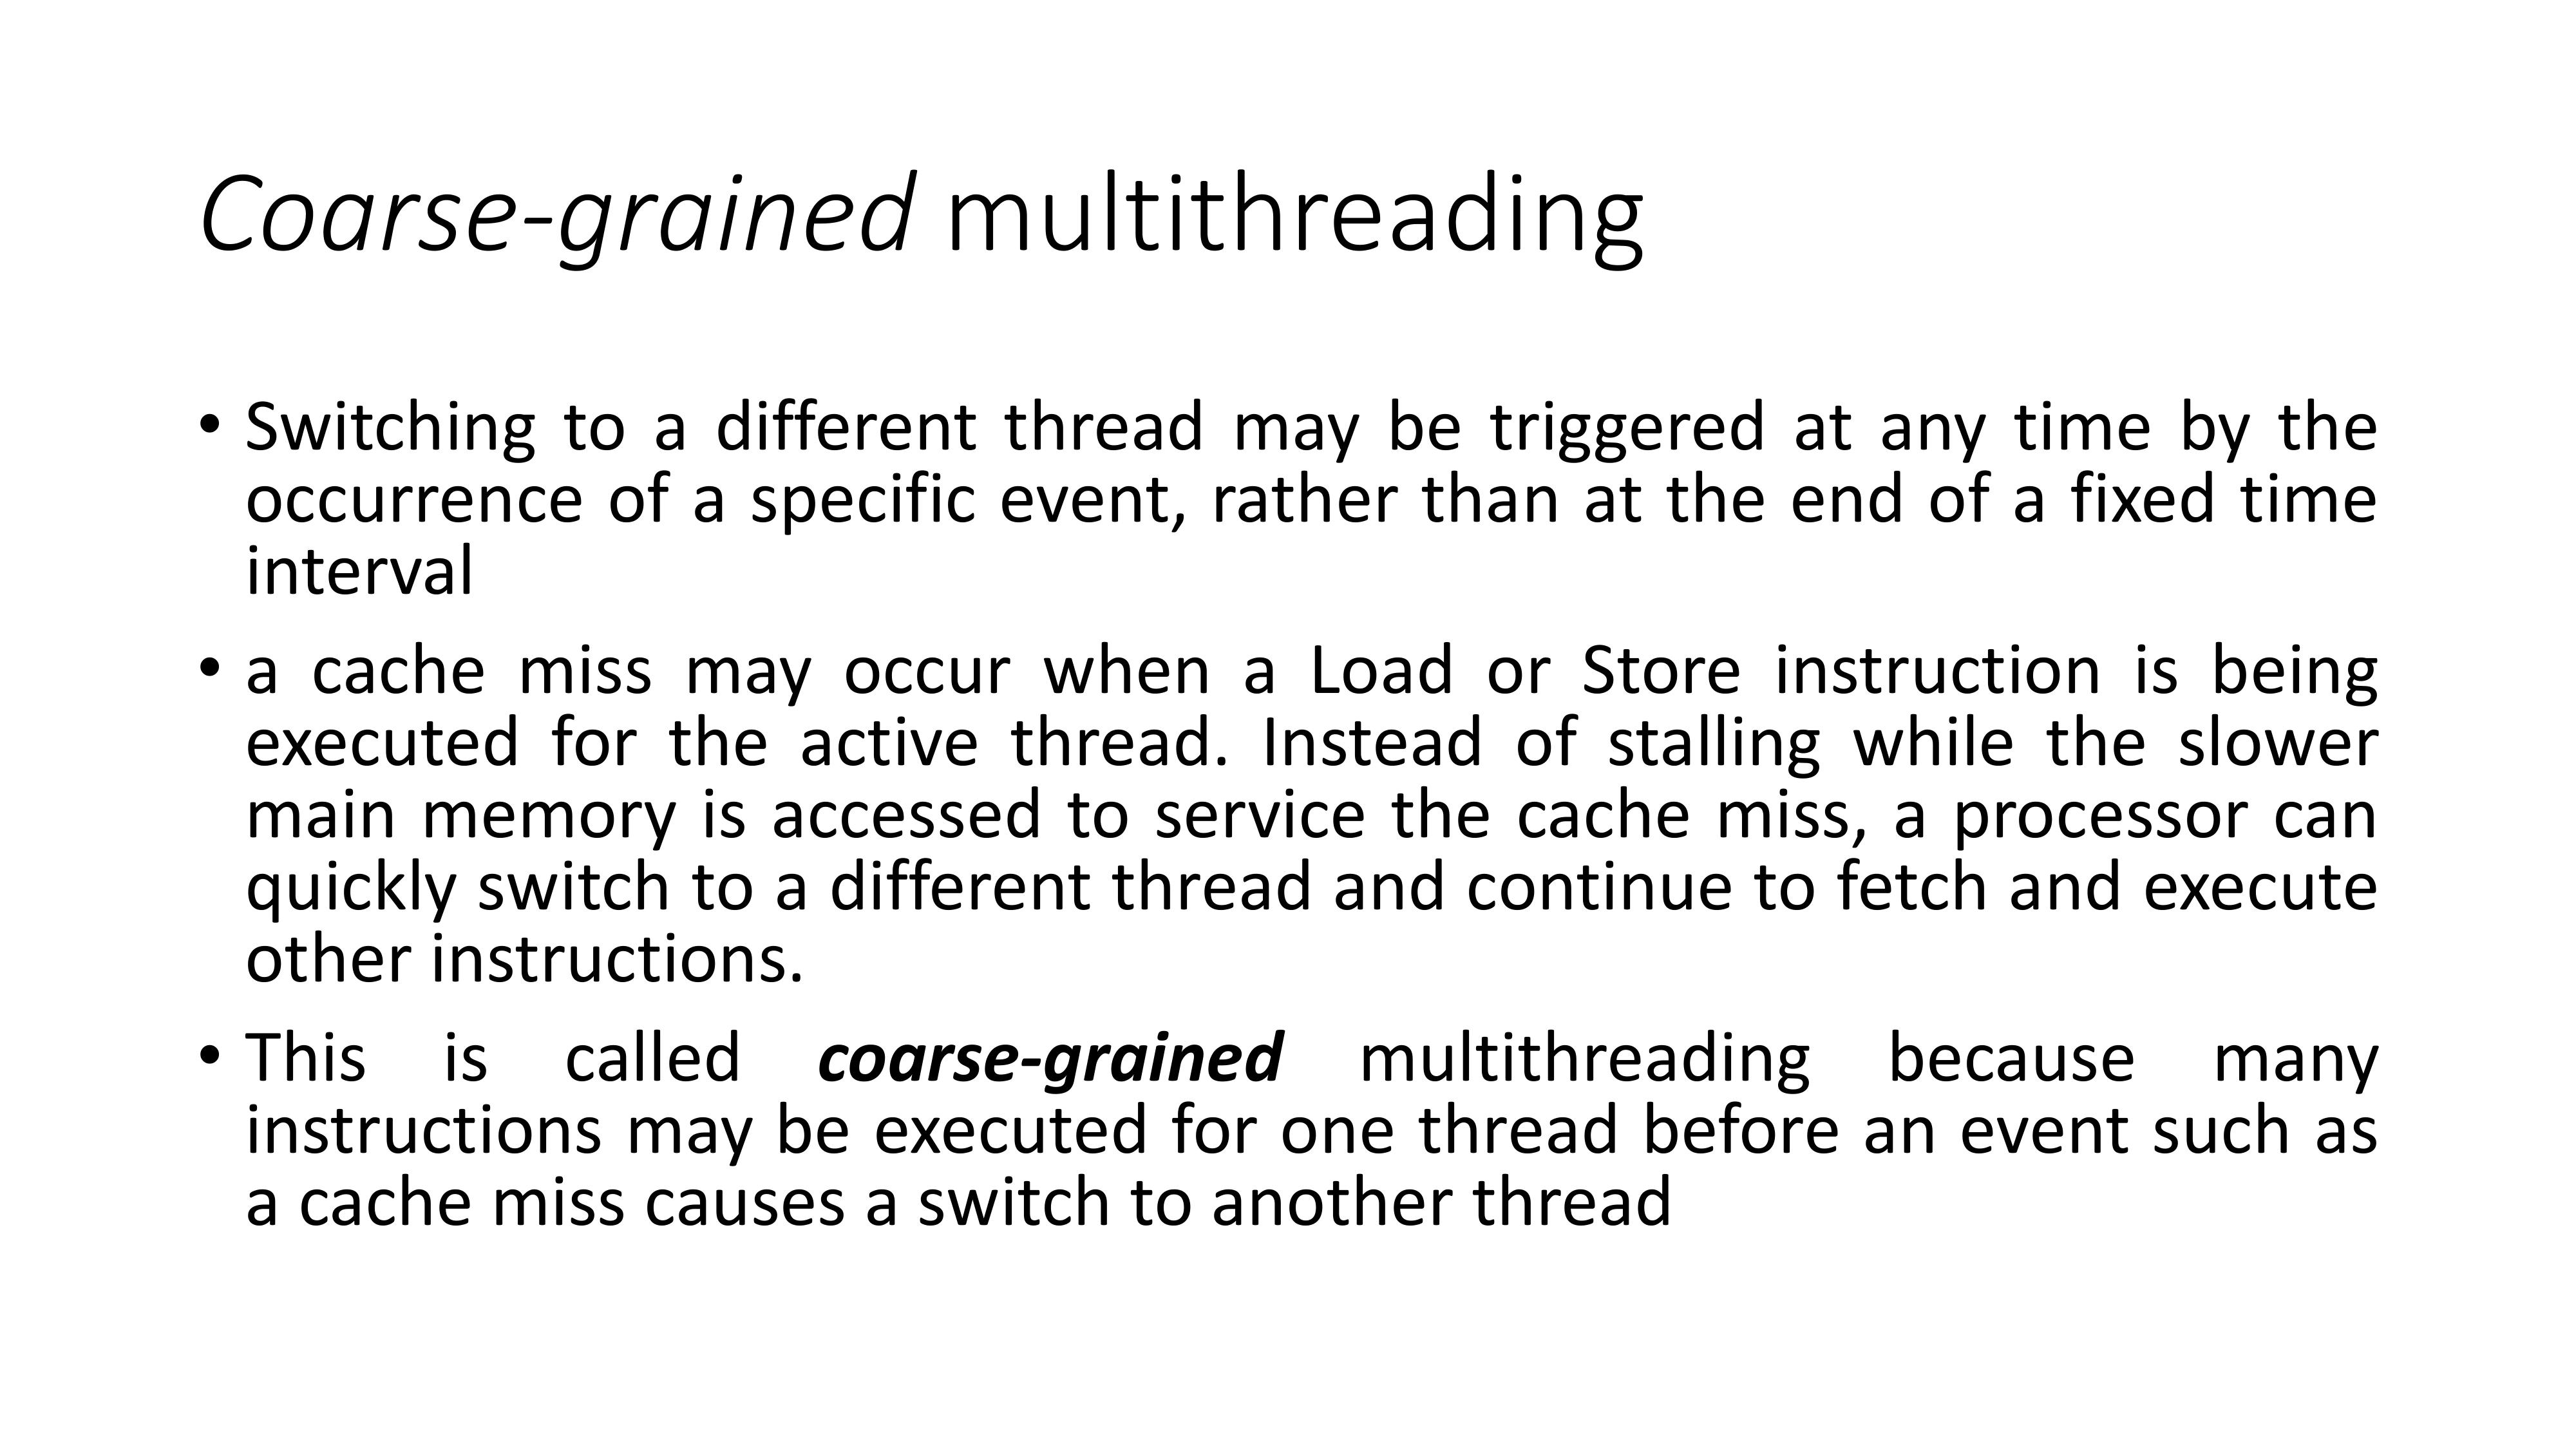 Coarse-grained multithreading
• Switching to a different thread may be triggered at any time by the
occurrence of a specific event, rather than at the end of a fixed time
interval
• a cache miss may occur when a Load or Store instruction is being
executed for the active thread. Instead of stalling while the slower
main memory is accessed to service the cache miss, a processor can
quickly switch to a different thread and continue to fetch and execute
other instructions.
• This is called coarse-grained multithreading because many
instructions may be executed for one thread before an event such as
a cache miss causes a switch to another thread